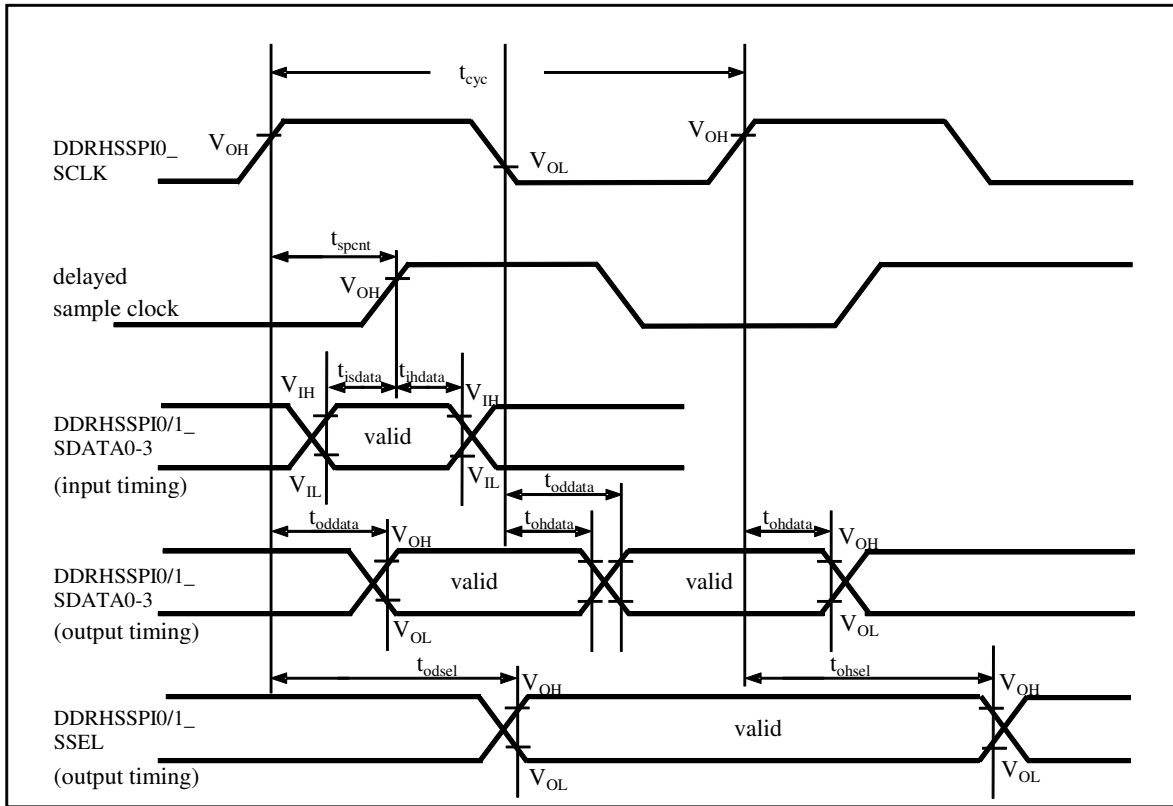 tcyc
VOH
VOL
VOH
DDRHSSPI0_
SCLK
tspcnt
delayed
sample clock
VOH
tisdata
tihdata
VIH
VIH
DDRHSSPI0/1_
SDATA0-3
(input timing)
valid
VIL
VIL
toddata
toddata
tohdata
tohdata
VOH
VOH
DDRHSSPI0/1_
SDATA0-3
(output timing)
valid
valid
VOL
VOL
todsel
tohsel
VOH
VOH
DDRHSSPI0/1_
SSEL
(output timing)
valid
VOL
VOL